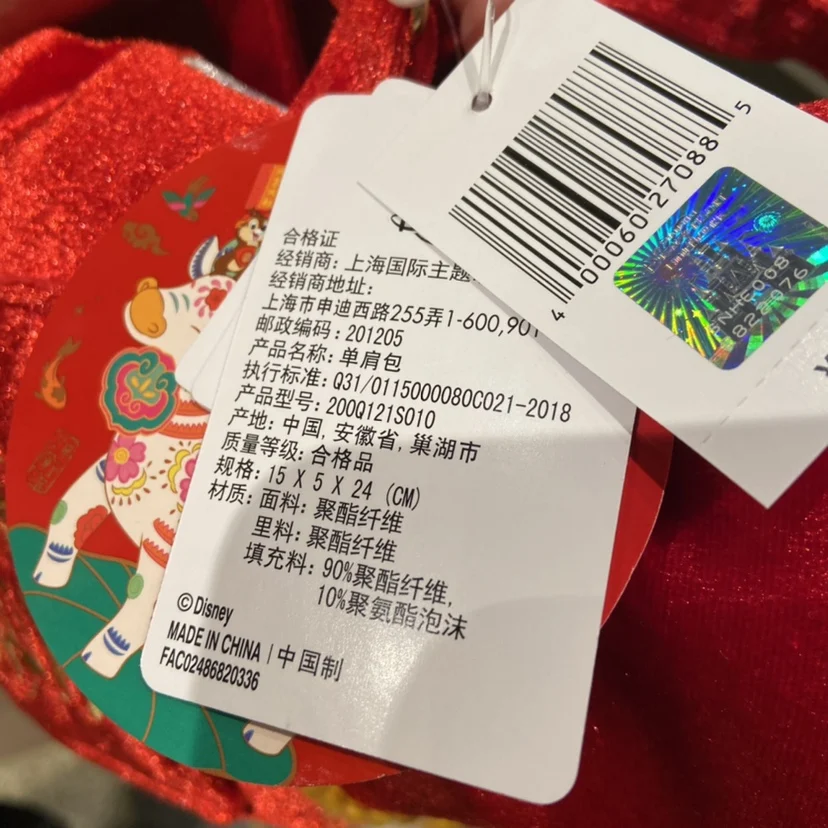 合格证
经销商: 上海国际主题
经销商地址:
上海市申迪西路255弄1-600,901
邮政编码: 201205
产品名称: 单肩包
执行标准: Q31/0115000080C021-2018
产品型号: 200Q121S010
产地: 中国, 安徽省, 巢湖市
质量等级: 合格品
规格: 15 X 5 X 24 (CM)
材质: 面料: 聚酯纤维
里料: 聚酯纤维
填充料: 90%聚酯纤维,
10%聚氨酯泡沫
©Disney
MADE IN CHINA | 中国制
FAC02486820336
4 00060 27088 5